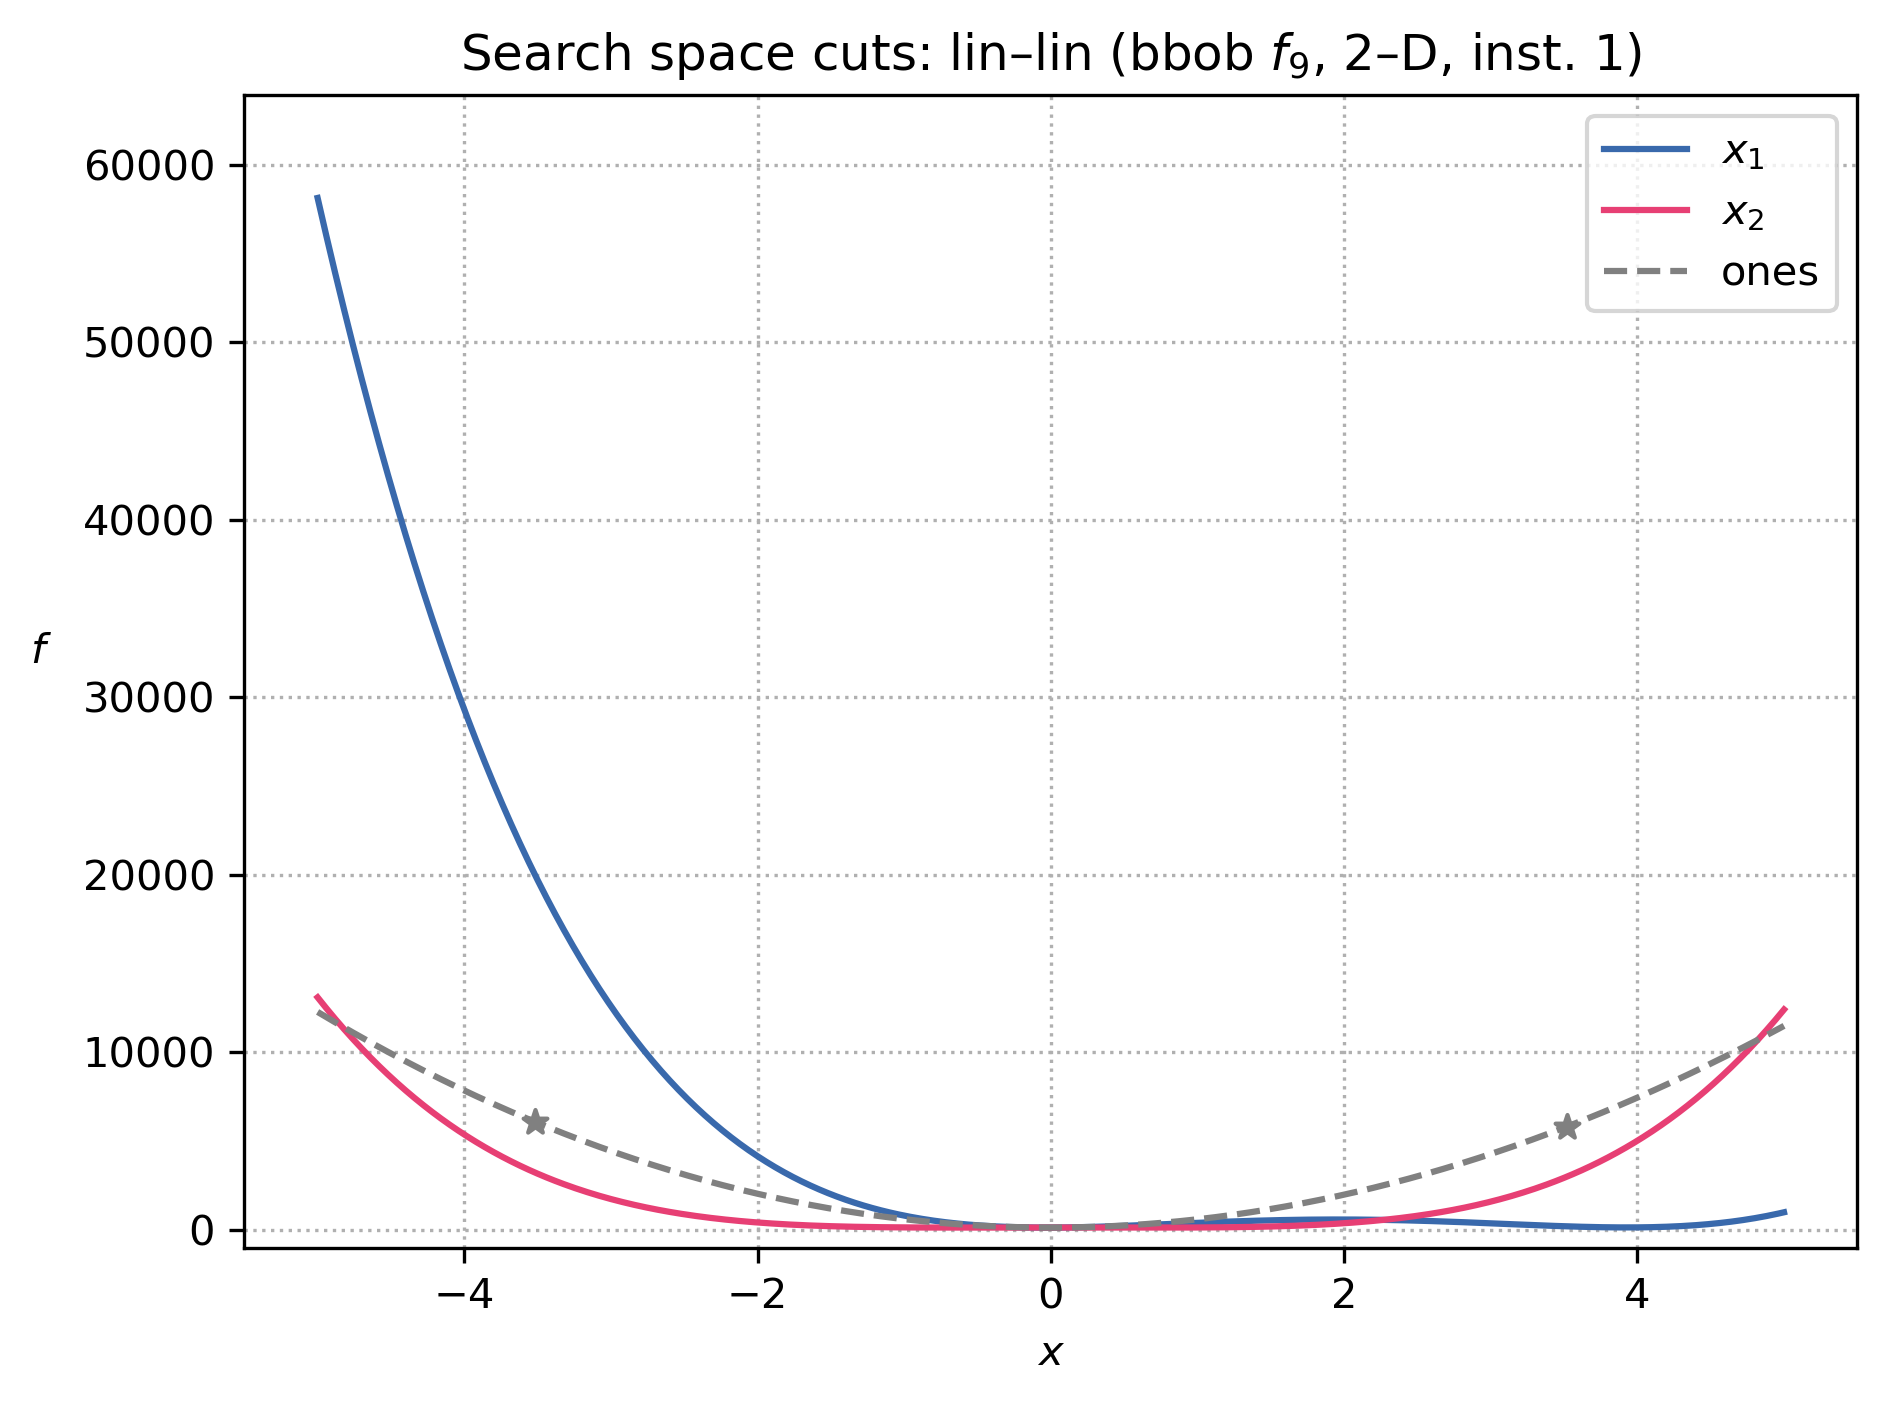 Search space cuts: lin–lin (bbob f₉, 2–D, inst. 1)
x₁
x₂
ones
60000
50000
40000
30000
20000
10000
0
f
−4 −2 0 2 4
x